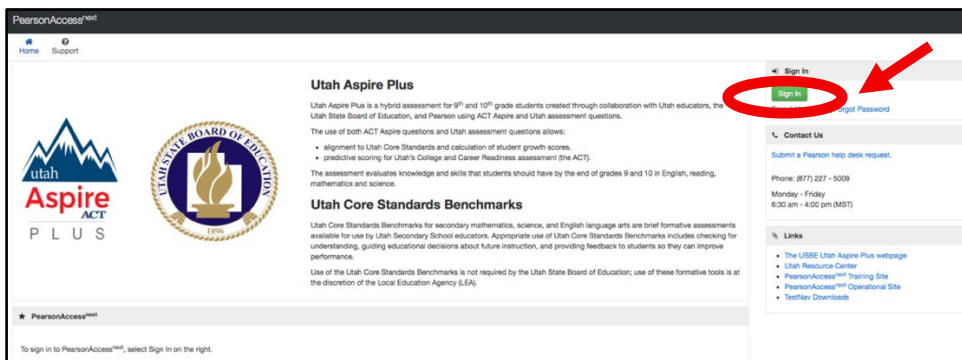 PearsonAccessnext
Home Support
utah
Aspire
ACT
PLUS
UTAH STATE BOARD OF EDUCATION
1896
Utah Aspire Plus
Utah Aspire Plus is a hybrid assessment for 9th and 10th grade students created through collaboration with Utah educators, the
Utah State Board of Education, and Pearson using ACT Aspire and Utah assessment questions.
The use of both ACT Aspire questions and Utah assessment questions allows:
• alignment to Utah Core Standards and calculation of student growth scores.
• predictive scoring for Utah's College and Career Readiness assessment (the ACT).
The assessment evaluates knowledge and skills that students should have by the end of grades 9 and 10 in English, reading,
mathematics and science.
Utah Core Standards Benchmarks
Utah Core Standards Benchmarks for secondary mathematics, science, and English language arts are brief formative assessments
available for use by Utah Secondary School educators. Appropriate use of Utah Core Standards Benchmarks includes checking for
understanding, guiding educational decisions about future instruction, and providing feedback to students so they can improve
performance.
Use of the Utah Core Standards Benchmarks is not required by the Utah State Board of Education; use of these formative tools is at
the discretion of the Local Education Agency (LEA).
Sign In
Sign In
Forgot Password
Contact Us
Submit a Pearson help desk request.
Phone: (877) 227 - 5009
Monday - Friday
6:30 am - 4:00 pm (MST)
Links
• The USBE Utah Aspire Plus webpage
• Utah Resource Center
• PearsonAccessnext Training Site
• PearsonAccessnext Operational Site
• TestNav Downloads
PearsonAccessnext
To sign in to PearsonAccessnext, select Sign In on the right.